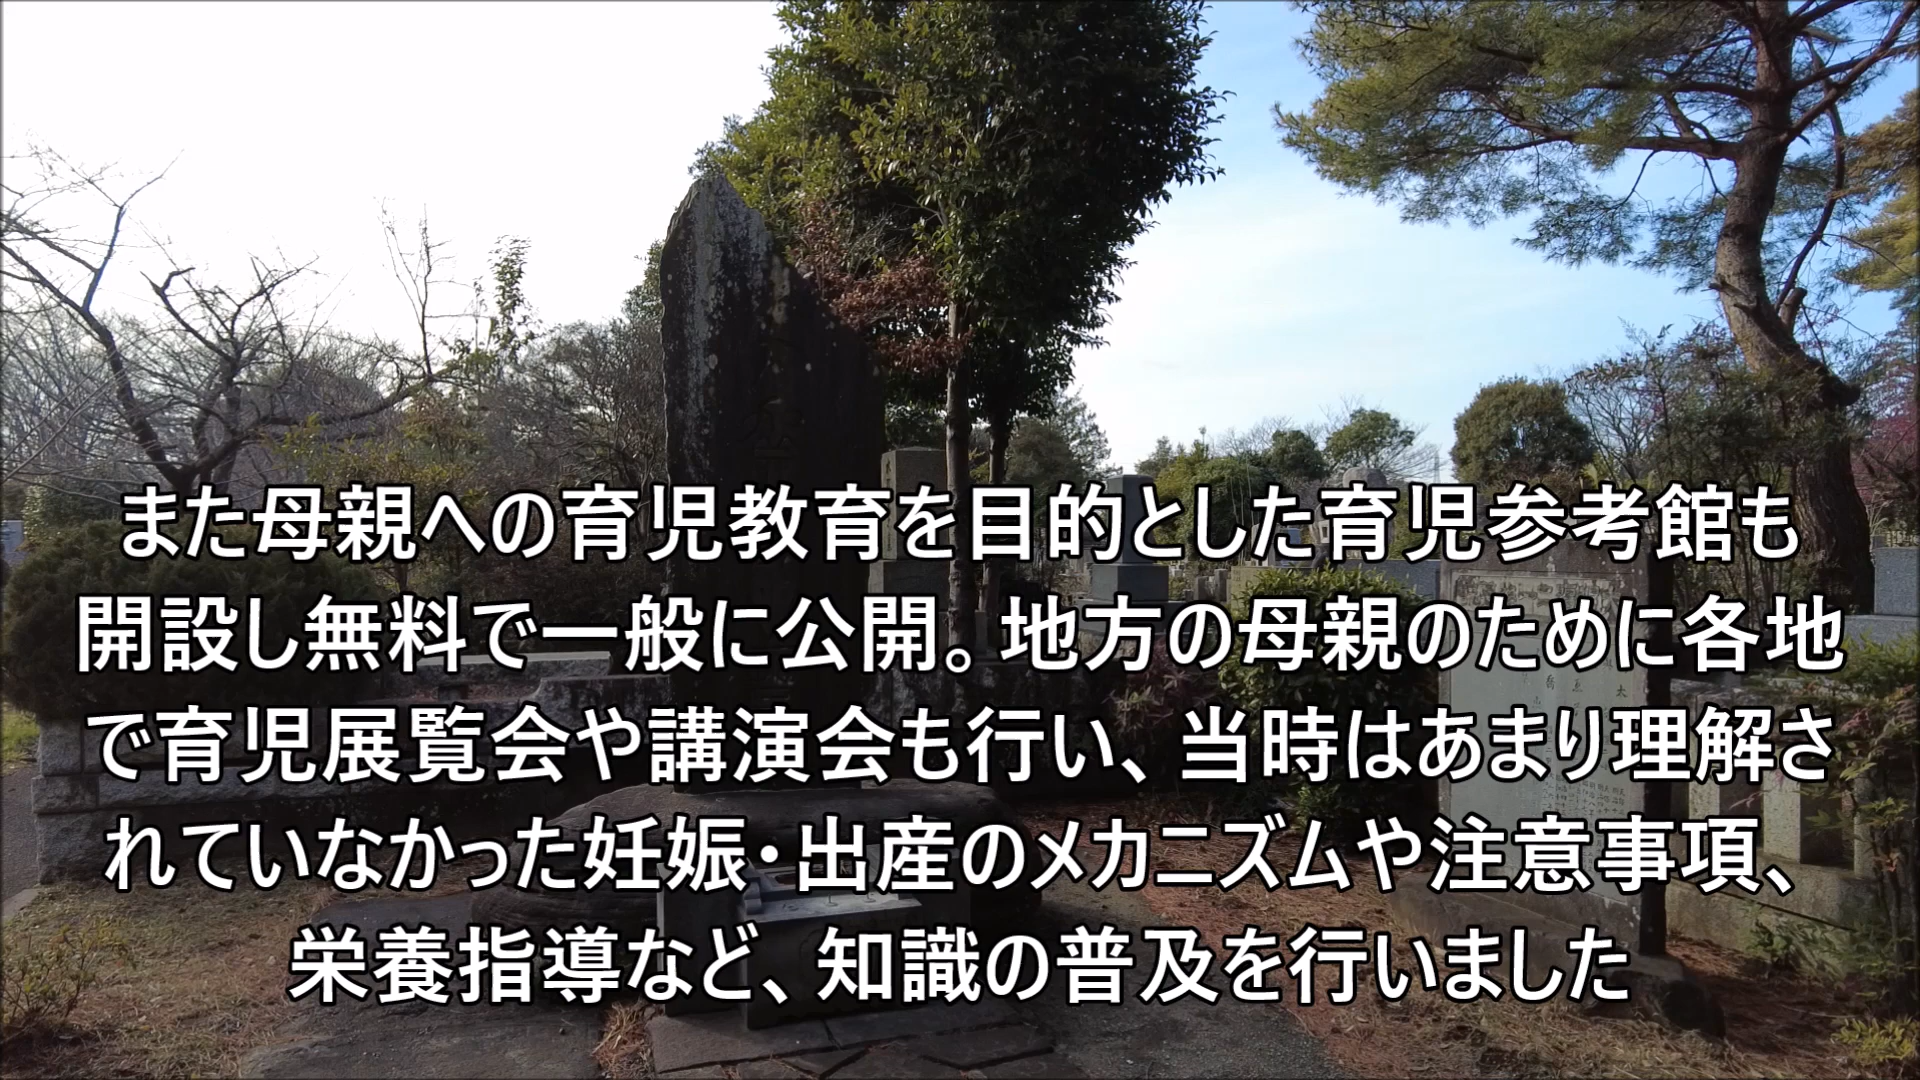 また母親への育児教育を目的とした育児参考館も
開設し無料で一般に公開。地方の母親のために各地
で育児展覧会や講演会も行い、当時はあまり理解さ
れていなかった妊娠・出産のメカニズムや注意事項、
栄養指導など、知識の普及を行いました